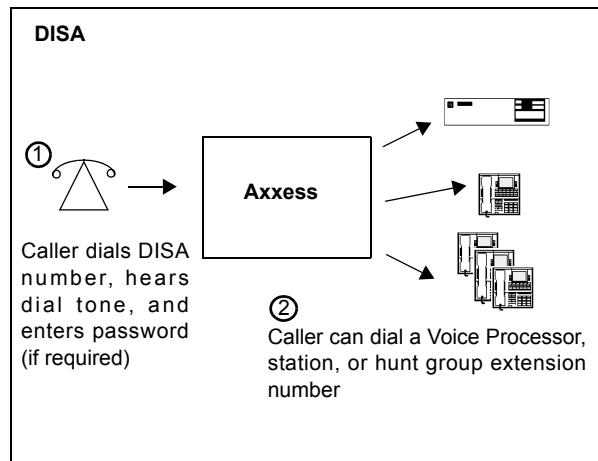 DISA
1
Axxess
Caller dials DISA
number, hears
dial tone, and
enters password
(if required)
2
Caller can dial a Voice Processor,
station, or hunt group extension
number